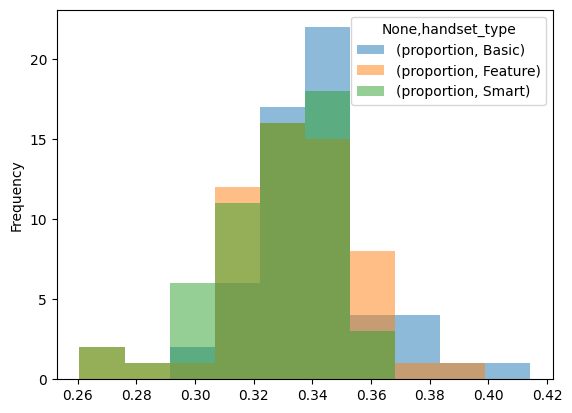 None,handset_type
(proportion, Basic)
(proportion, Feature)
(proportion, Smart)
Frequency
20
15
10
5
0
0.26 0.28 0.30 0.32 0.34 0.36 0.38 0.40 0.42